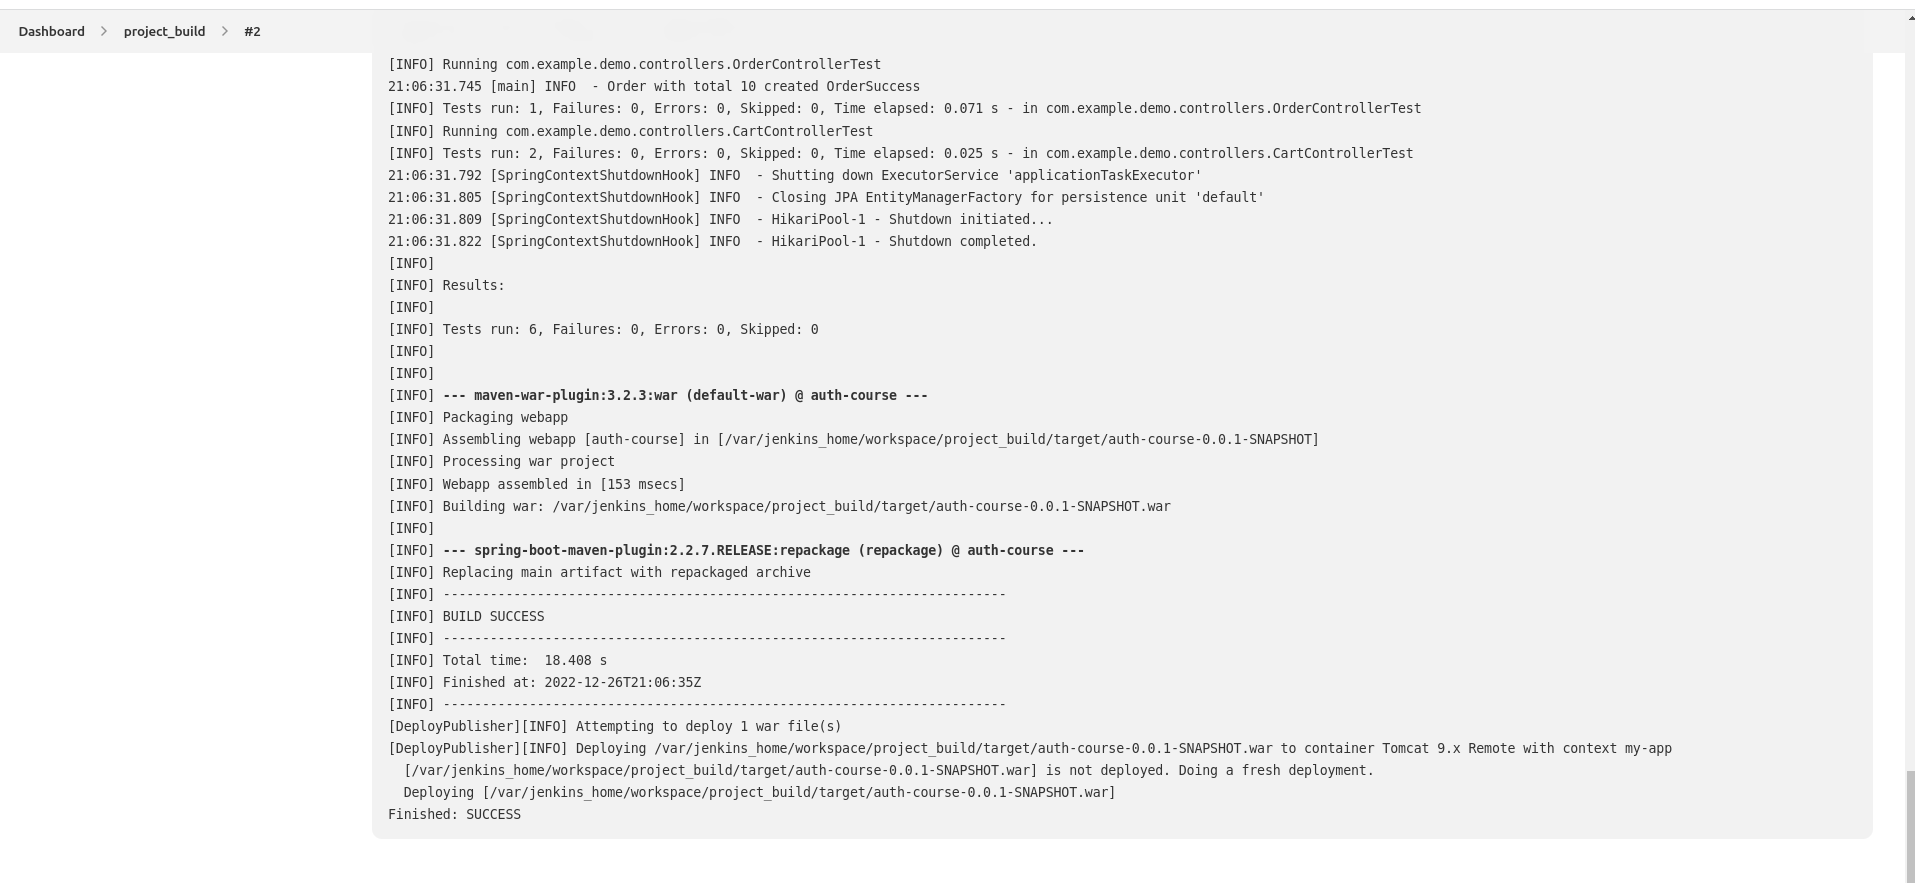 Dashboard > project_build > #2
[INFO] Running com.example.demo.controllers.OrderControllerTest
21:06:31.745 [main] INFO  - Order with total 10 created OrderSuccess
[INFO] Tests run: 1, Failures: 0, Errors: 0, Skipped: 0, Time elapsed: 0.071 s - in com.example.demo.controllers.OrderControllerTest
[INFO] Running com.example.demo.controllers.CartControllerTest
[INFO] Tests run: 2, Failures: 0, Errors: 0, Skipped: 0, Time elapsed: 0.025 s - in com.example.demo.controllers.CartControllerTest
21:06:31.792 [SpringContextShutdownHook] INFO  - Shutting down ExecutorService 'applicationTaskExecutor'
21:06:31.805 [SpringContextShutdownHook] INFO  - Closing JPA EntityManagerFactory for persistence unit 'default'
21:06:31.809 [SpringContextShutdownHook] INFO  - HikariPool-1 - Shutdown initiated...
21:06:31.822 [SpringContextShutdownHook] INFO  - HikariPool-1 - Shutdown completed.
[INFO]
[INFO] Results:
[INFO]
[INFO] Tests run: 6, Failures: 0, Errors: 0, Skipped: 0
[INFO]
[INFO]
[INFO] --- maven-war-plugin:3.2.3:war (default-war) @ auth-course ---
[INFO] Packaging webapp
[INFO] Assembling webapp [auth-course] in [/var/jenkins_home/workspace/project_build/target/auth-course-0.0.1-SNAPSHOT]
[INFO] Processing war project
[INFO] Webapp assembled in [153 msecs]
[INFO] Building war: /var/jenkins_home/workspace/project_build/target/auth-course-0.0.1-SNAPSHOT.war
[INFO]
[INFO] --- spring-boot-maven-plugin:2.2.7.RELEASE:repackage (repackage) @ auth-course ---
[INFO] Replacing main artifact with repackaged archive
[INFO] ------------------------------------------------------------------------
[INFO] BUILD SUCCESS
[INFO] ------------------------------------------------------------------------
[INFO] Total time:  18.408 s
[INFO] Finished at: 2022-12-26T21:06:35Z
[INFO] ------------------------------------------------------------------------
[DeployPublisher][INFO] Attempting to deploy 1 war file(s)
[DeployPublisher][INFO] Deploying /var/jenkins_home/workspace/project_build/target/auth-course-0.0.1-SNAPSHOT.war to container Tomcat 9.x Remote with context my-app
  [/var/jenkins_home/workspace/project_build/target/auth-course-0.0.1-SNAPSHOT.war] is not deployed. Doing a fresh deployment.
  Deploying [/var/jenkins_home/workspace/project_build/target/auth-course-0.0.1-SNAPSHOT.war]
Finished: SUCCESS